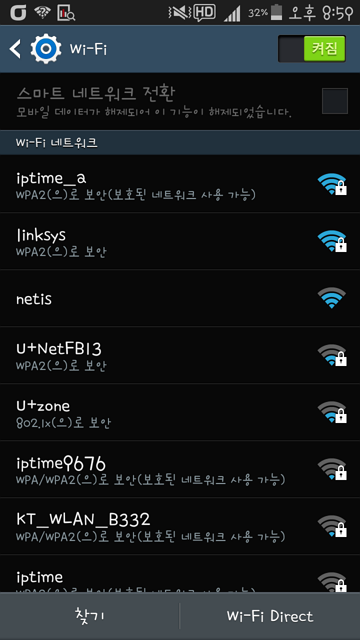 HD 32% 오후 8:59
Wi-Fi 켜짐
스마트 네트워크 전환
모바일 데이터가 해제되어 이 기능이 해제되었습니다.
Wi-Fi 네트워크
iptime_a
WPA2(으)로 보안(보호된 네트워크 사용 가능)
linksys
WPA2(으)로 보안
netis
U+NetFB13
WPA2(으)로 보안
U+zone
802.1x(으)로 보안
iptime9676
WPA/WPA2(으)로 보안(보호된 네트워크 사용 가능)
KT_WLAN_B332
WPA/WPA2(으)로 보안(보호된 네트워크 사용 가능)
iptime
찾기 Wi-Fi Direct